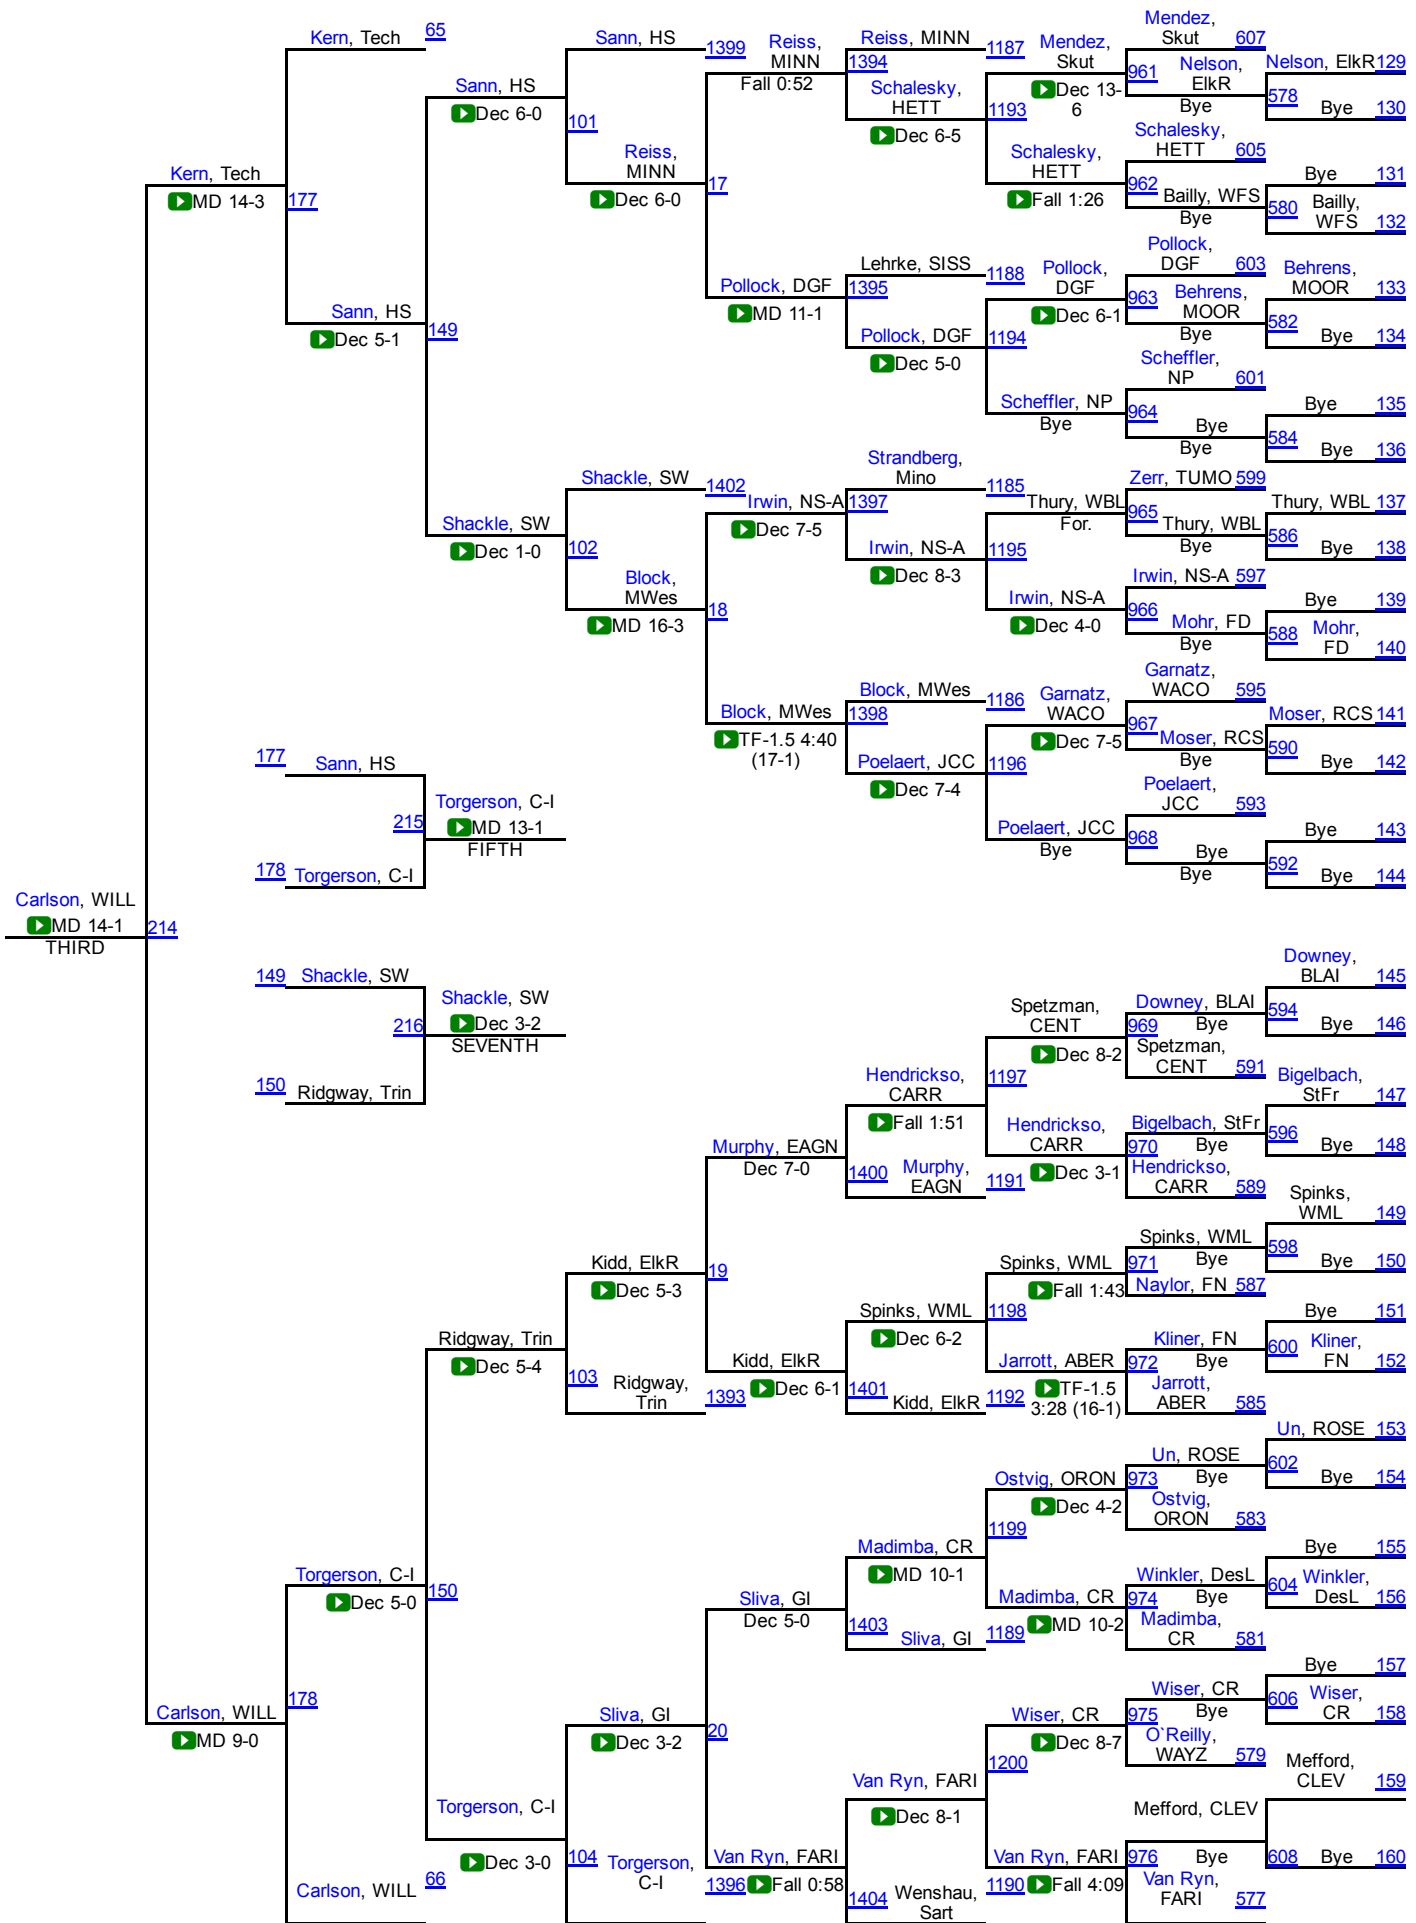 Kern, Tech 65
Sann, HS 1399
Reiss,
MINN
Fall 0:52
Reiss, MINN 1187
1394
Mendez,
Skut
Dec 13-
6
Mendez,
Skut 607
961
Nelson,
ElkR
Bye
Nelson, ElkR 129
578
Bye 130
Sann, HS
Dec 6-0
101
Schalesky,
HETT
Dec 6-5
1193
Schalesky,
HETT 605
Kern, Tech
MD 14-3
177
Reiss,
MINN
Dec 6-0
17
Schalesky,
HETT
Fall 1:26
962
Bailly, WFS
Bye
Bye 131
580
Bailly,
WFS 132
Sann, HS
Dec 5-1
149
Pollock, DGF
MD 11-1
Lehrke, SISS 1188
1395
Pollock,
DGF
Dec 6-1
Pollock,
DGF 603
963
Behrens,
MOOR
Bye
Behrens,
MOOR 133
582
Bye 134
Pollock, DGF
Dec 5-0
1194
Scheffler,
NP 601
Scheffler, NP
Bye
964
Bye
Bye
Bye 135
584
Bye 136
Shackle, SW 1402
Irwin, NS-A
Dec 7-5
Strandberg,
Mino 1185
1397
Thury, WBL
For.
Zerr, TUMO 599
965
Thury, WBL
Bye
Thury, WBL 137
586
Bye 138
Shackle, SW
Dec 1-0
102
Irwin, NS-A
Dec 8-3
1195
Block,
MWes
MD 16-3
18
Irwin, NS-A
Dec 4-0
Irwin, NS-A 597
966
Mohr, FD
Bye
Bye 139
588
Mohr,
FD 140
Block, MWes
TF-1.5 4:40
(17-1)
Block, MWes 1186
1398
Garnatz,
WACO
Dec 7-5
Garnatz,
WACO 595
967
Moser, RCS
Bye
Moser, RCS 141
590
Bye 142
177 Sann, HS
Poelaert, JCC
Dec 7-4
1196
Poelaert,
JCC 593
Torgerson, C-I
215
MD 13-1
FIFTH
Poelaert, JCC
Bye
968
Bye
Bye
Bye 143
592
Bye 144
178 Torgerson, C-I
Carlson, WILL
MD 14-1
THIRD
214
149 Shackle, SW
Shackle, SW
216
Dec 3-2
SEVENTH
150 Ridgway, Trin
Spetzman,
CENT
Dec 8-2
Downey, BLAI
969
Bye
Spetzman,
CENT 591
Downey,
BLAI 145
594
Bye 146
Hendrickso,
CARR
Fall 1:51
1197
Murphy, EAGN
Dec 7-0
1400
Murphy,
EAGN 1191
Hendrickso,
CARR
Dec 3-1
Bigelbach, StFr
970
Bye
Hendrickso,
CARR 589
Bigelbach,
StFr 147
596
Bye 148
Kidd, ElkR
Dec 5-3
19
Spinks, WML
Fall 1:43
Spinks, WML
971
Bye
Naylor, FN 587
Spinks,
WML 149
598
Bye 150
Ridgway, Trin
Dec 5-4
Spinks, WML
Dec 6-2
1198
Kidd, ElkR
Dec 6-1
1401
Kidd, ElkR 1192
Jarrott, ABER
TF-1.5
3:28 (16-1)
Kliner, FN
972
Bye
Jarrott,
ABER 585
Bye 151
600
Kliner,
FN 152
103
Ridgway,
Trin 1393
Ostvig, ORON
Dec 4-2
Un, ROSE
973
Bye
Ostvig,
ORON 583
Un, ROSE 153
602
Bye 154
Torgerson, C-I
Dec 5-0
150
Madimba, CR
MD 10-1
1199
Sliva, GI
Dec 5-0
1403
Sliva, GI 1189
Madimba, CR
MD 10-2
Winkler, DesL
974
Bye
Madimba,
CR 581
Bye 155
604
Winkler,
DesL 156
Carlson, WILL
MD 9-0
178
Sliva, GI
Dec 3-2
20
Wiser, CR
Dec 8-7
Wiser, CR
975
Bye
O`Reilly,
WAYZ 579
Bye 157
606
Wiser,
CR 158
Torgerson, C-I
Dec 3-0
Van Ryn, FARI
Dec 8-1
1200
Mefford, CLEV
Mefford,
CLEV 159
Carlson, WILL 66
104
Torgerson,
C-I 1396
Van Ryn, FARI
Fall 0:58
1404
Wenshau,
Sart 1190
Van Ryn, FARI
Fall 4:09
976
Bye
Van Ryn,
FARI 577
608
Bye 160